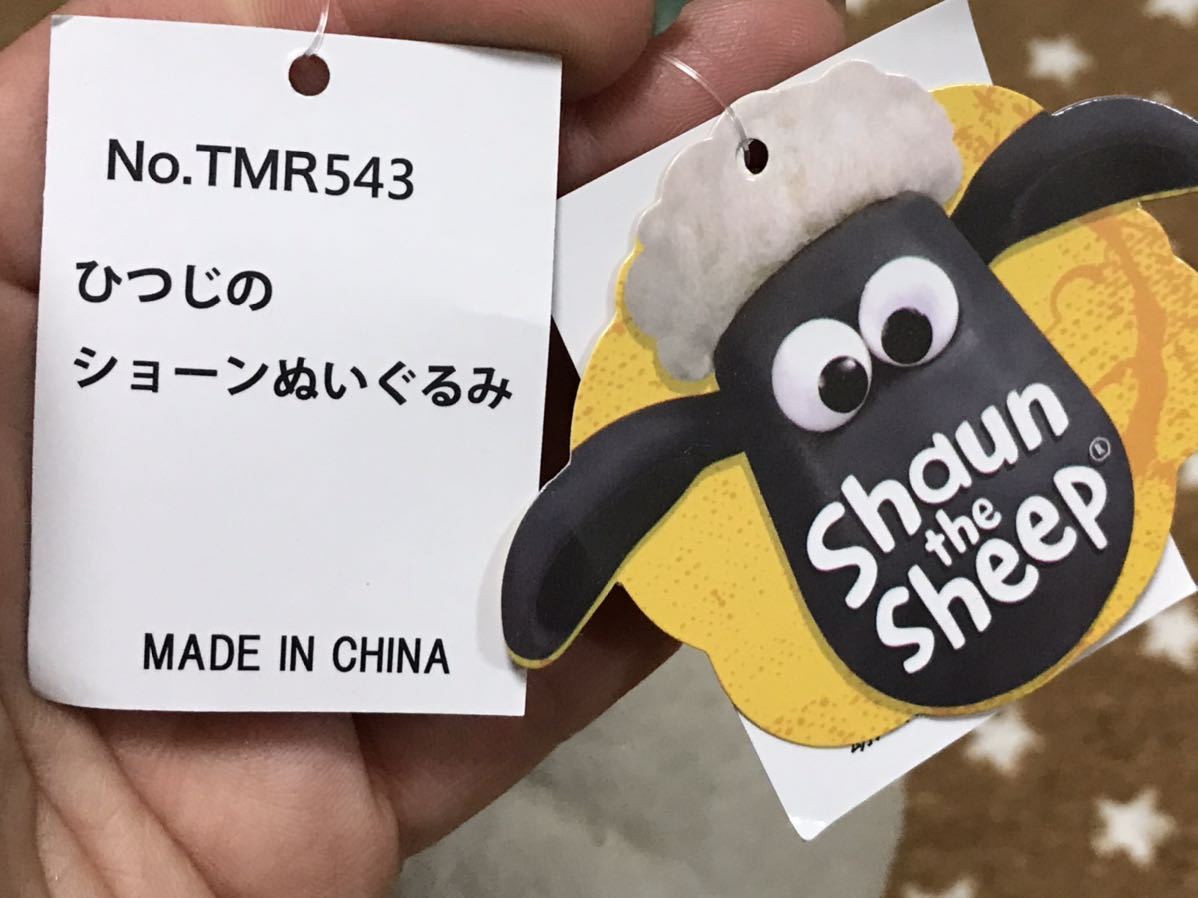 No.TMR543
ひつじの
ショーンぬいぐるみ
MADE IN CHINA
Shaun
the
Sheep®